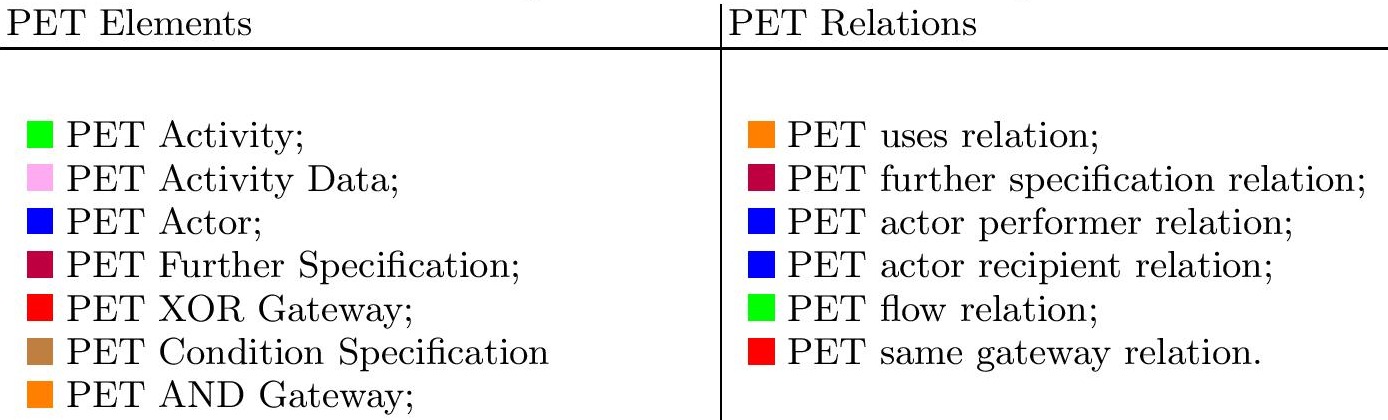 PET Elements
PET Activity;
PET Activity Data;
PET Actor;
PET Further Specification;
PET XOR Gateway;
PET Condition Specification
PET AND Gateway;
PET Relations
PET uses relation;
PET further specification relation;
PET actor performer relation;
PET actor recipient relation;
PET flow relation;
PET same gateway relation.